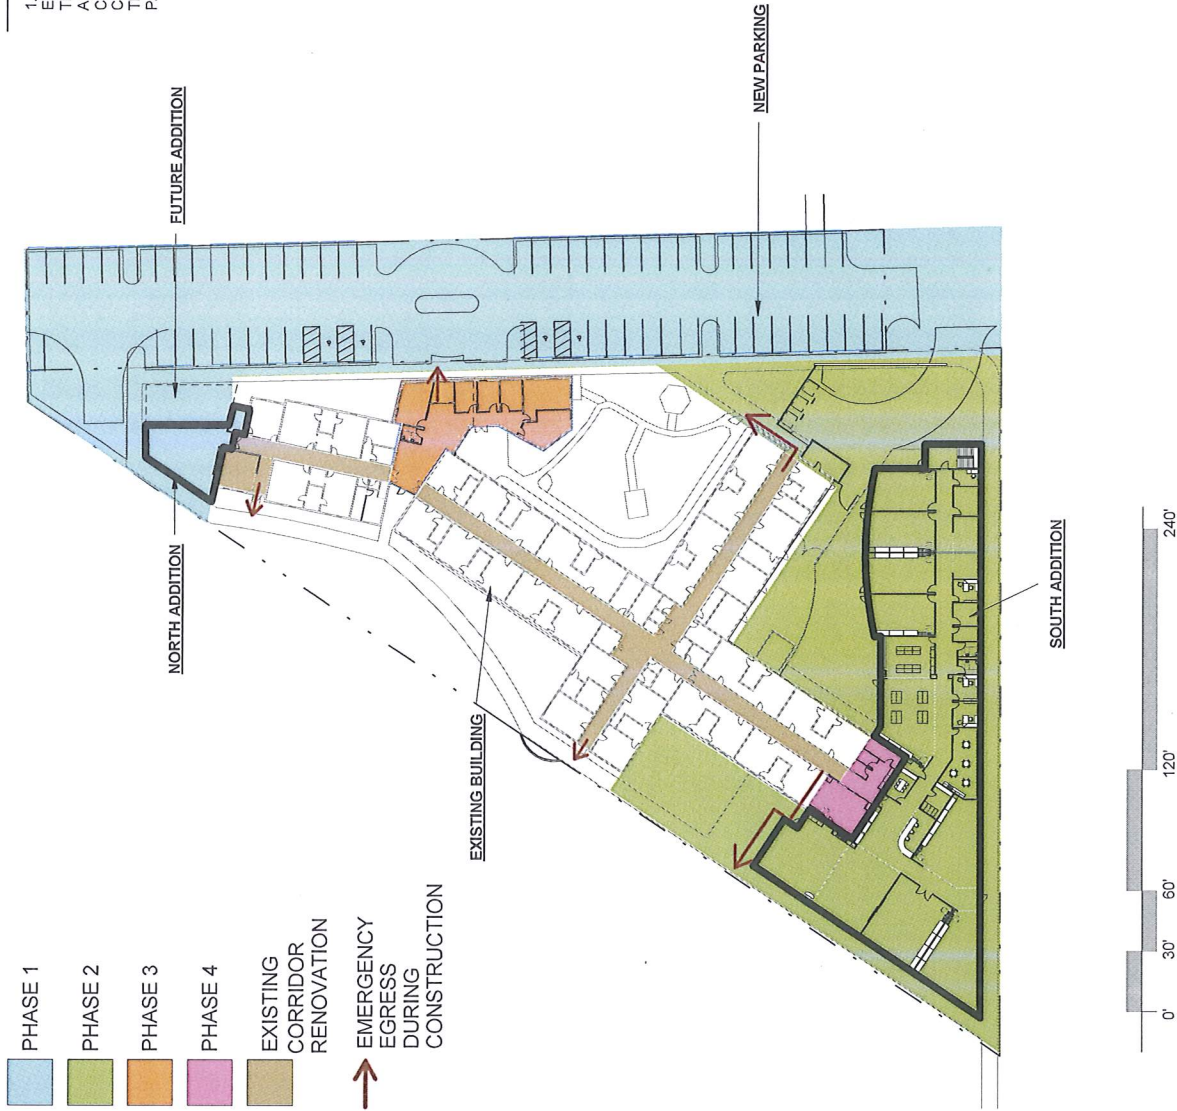 PHASE 1
PHASE 2
PHASE 3
PHASE 4
EXISTING
CORRIDOR
RENOVATION
EMERGENCY
EGRESS
DURING
CONSTRUCTION
NORTH ADDITION
FUTURE ADDITION
EXISTING BUILDING
NEW PARKING
SOUTH ADDITION
0'
30'
60'
120'
240'